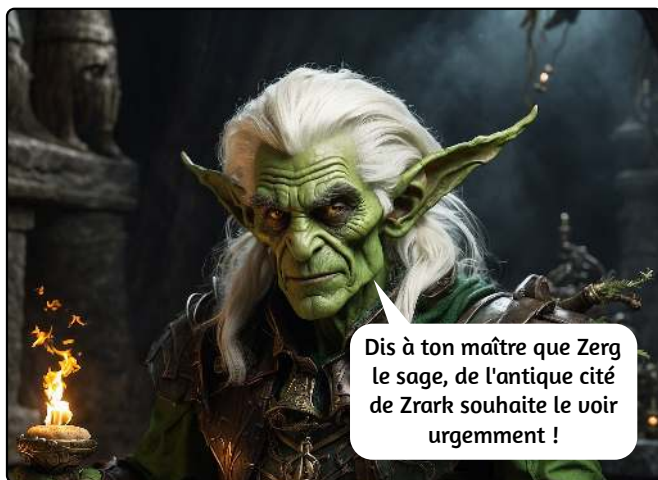 Dis à ton maître que Zerg
le sage, de l'antique cité
de Zrark souhaite le voir
urgemment !